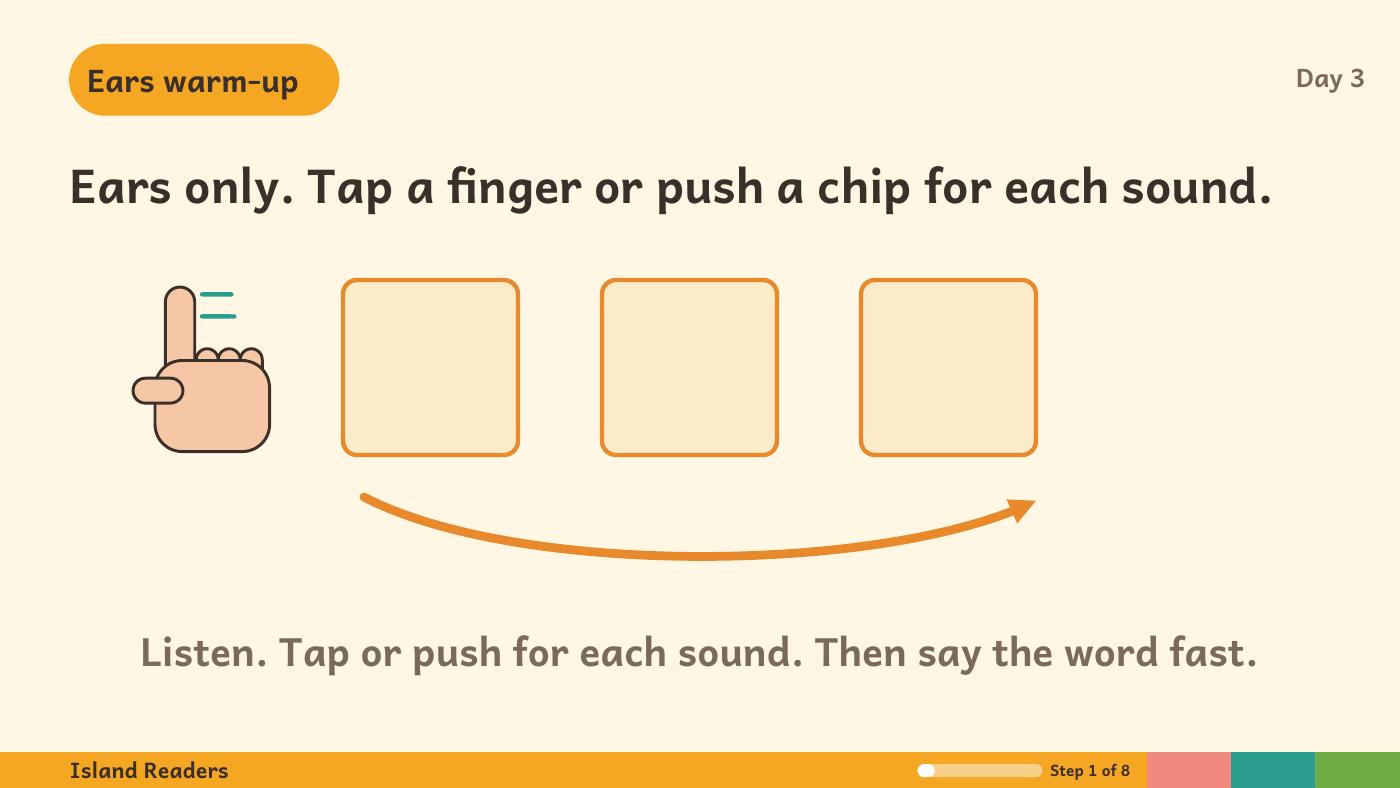 Ears warm-up
Day 3
Ears only. Tap a finger or push a chip for each sound.
Listen. Tap or push for each sound. Then say the word fast.
Island Readers
Step 1 of 8